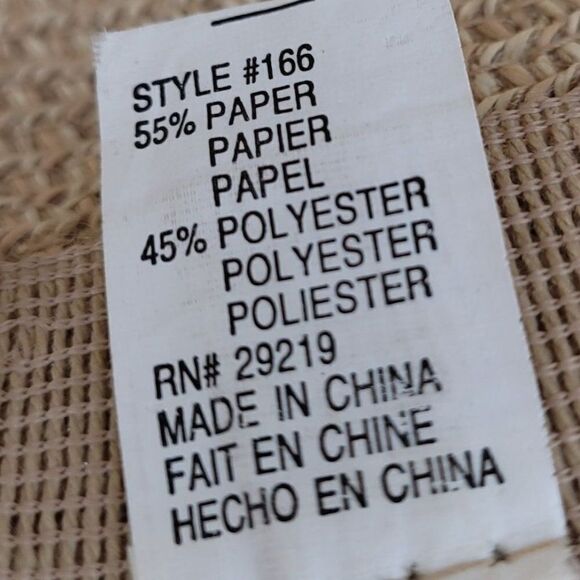 STYLE #166
55% PAPER
PAPIER
PAPEL
45% POLYESTER
POLYESTER
POLIESTER
RN# 29219
MADE IN CHINA
FAIT EN CHINE
HECHO EN CHINA